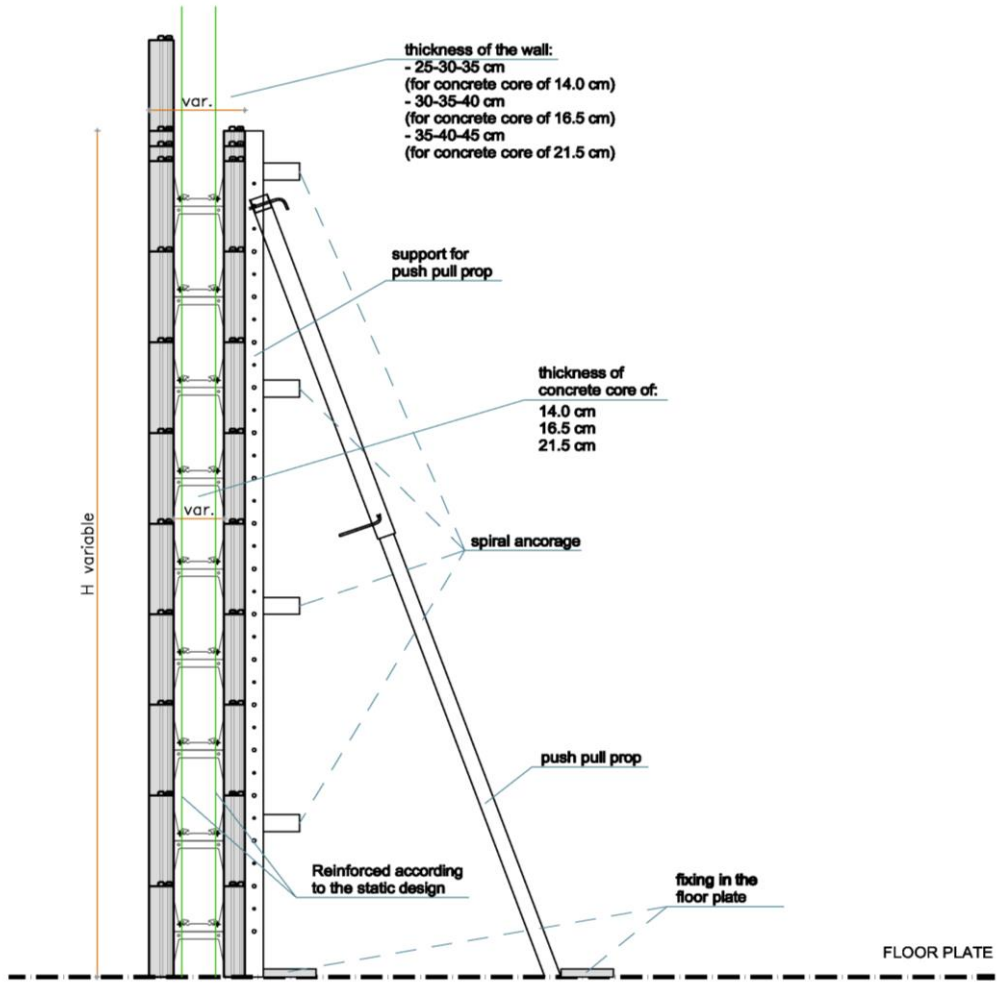 thickness of the wall:
- 25-30-35 cm
(for concrete core of 14.0 cm)
- 30-35-40 cm
(for concrete core of 16.5 cm)
- 35-40-45 cm
(for concrete core of 21.5 cm)
var.
support for
push pull prop
thickness of
concrete core of:
14.0 cm
16.5 cm
21.5 cm
var.
H variable
spiral ancorage
push pull prop
Reinforced according
to the static design
fixing in the
floor plate
FLOOR PLATE